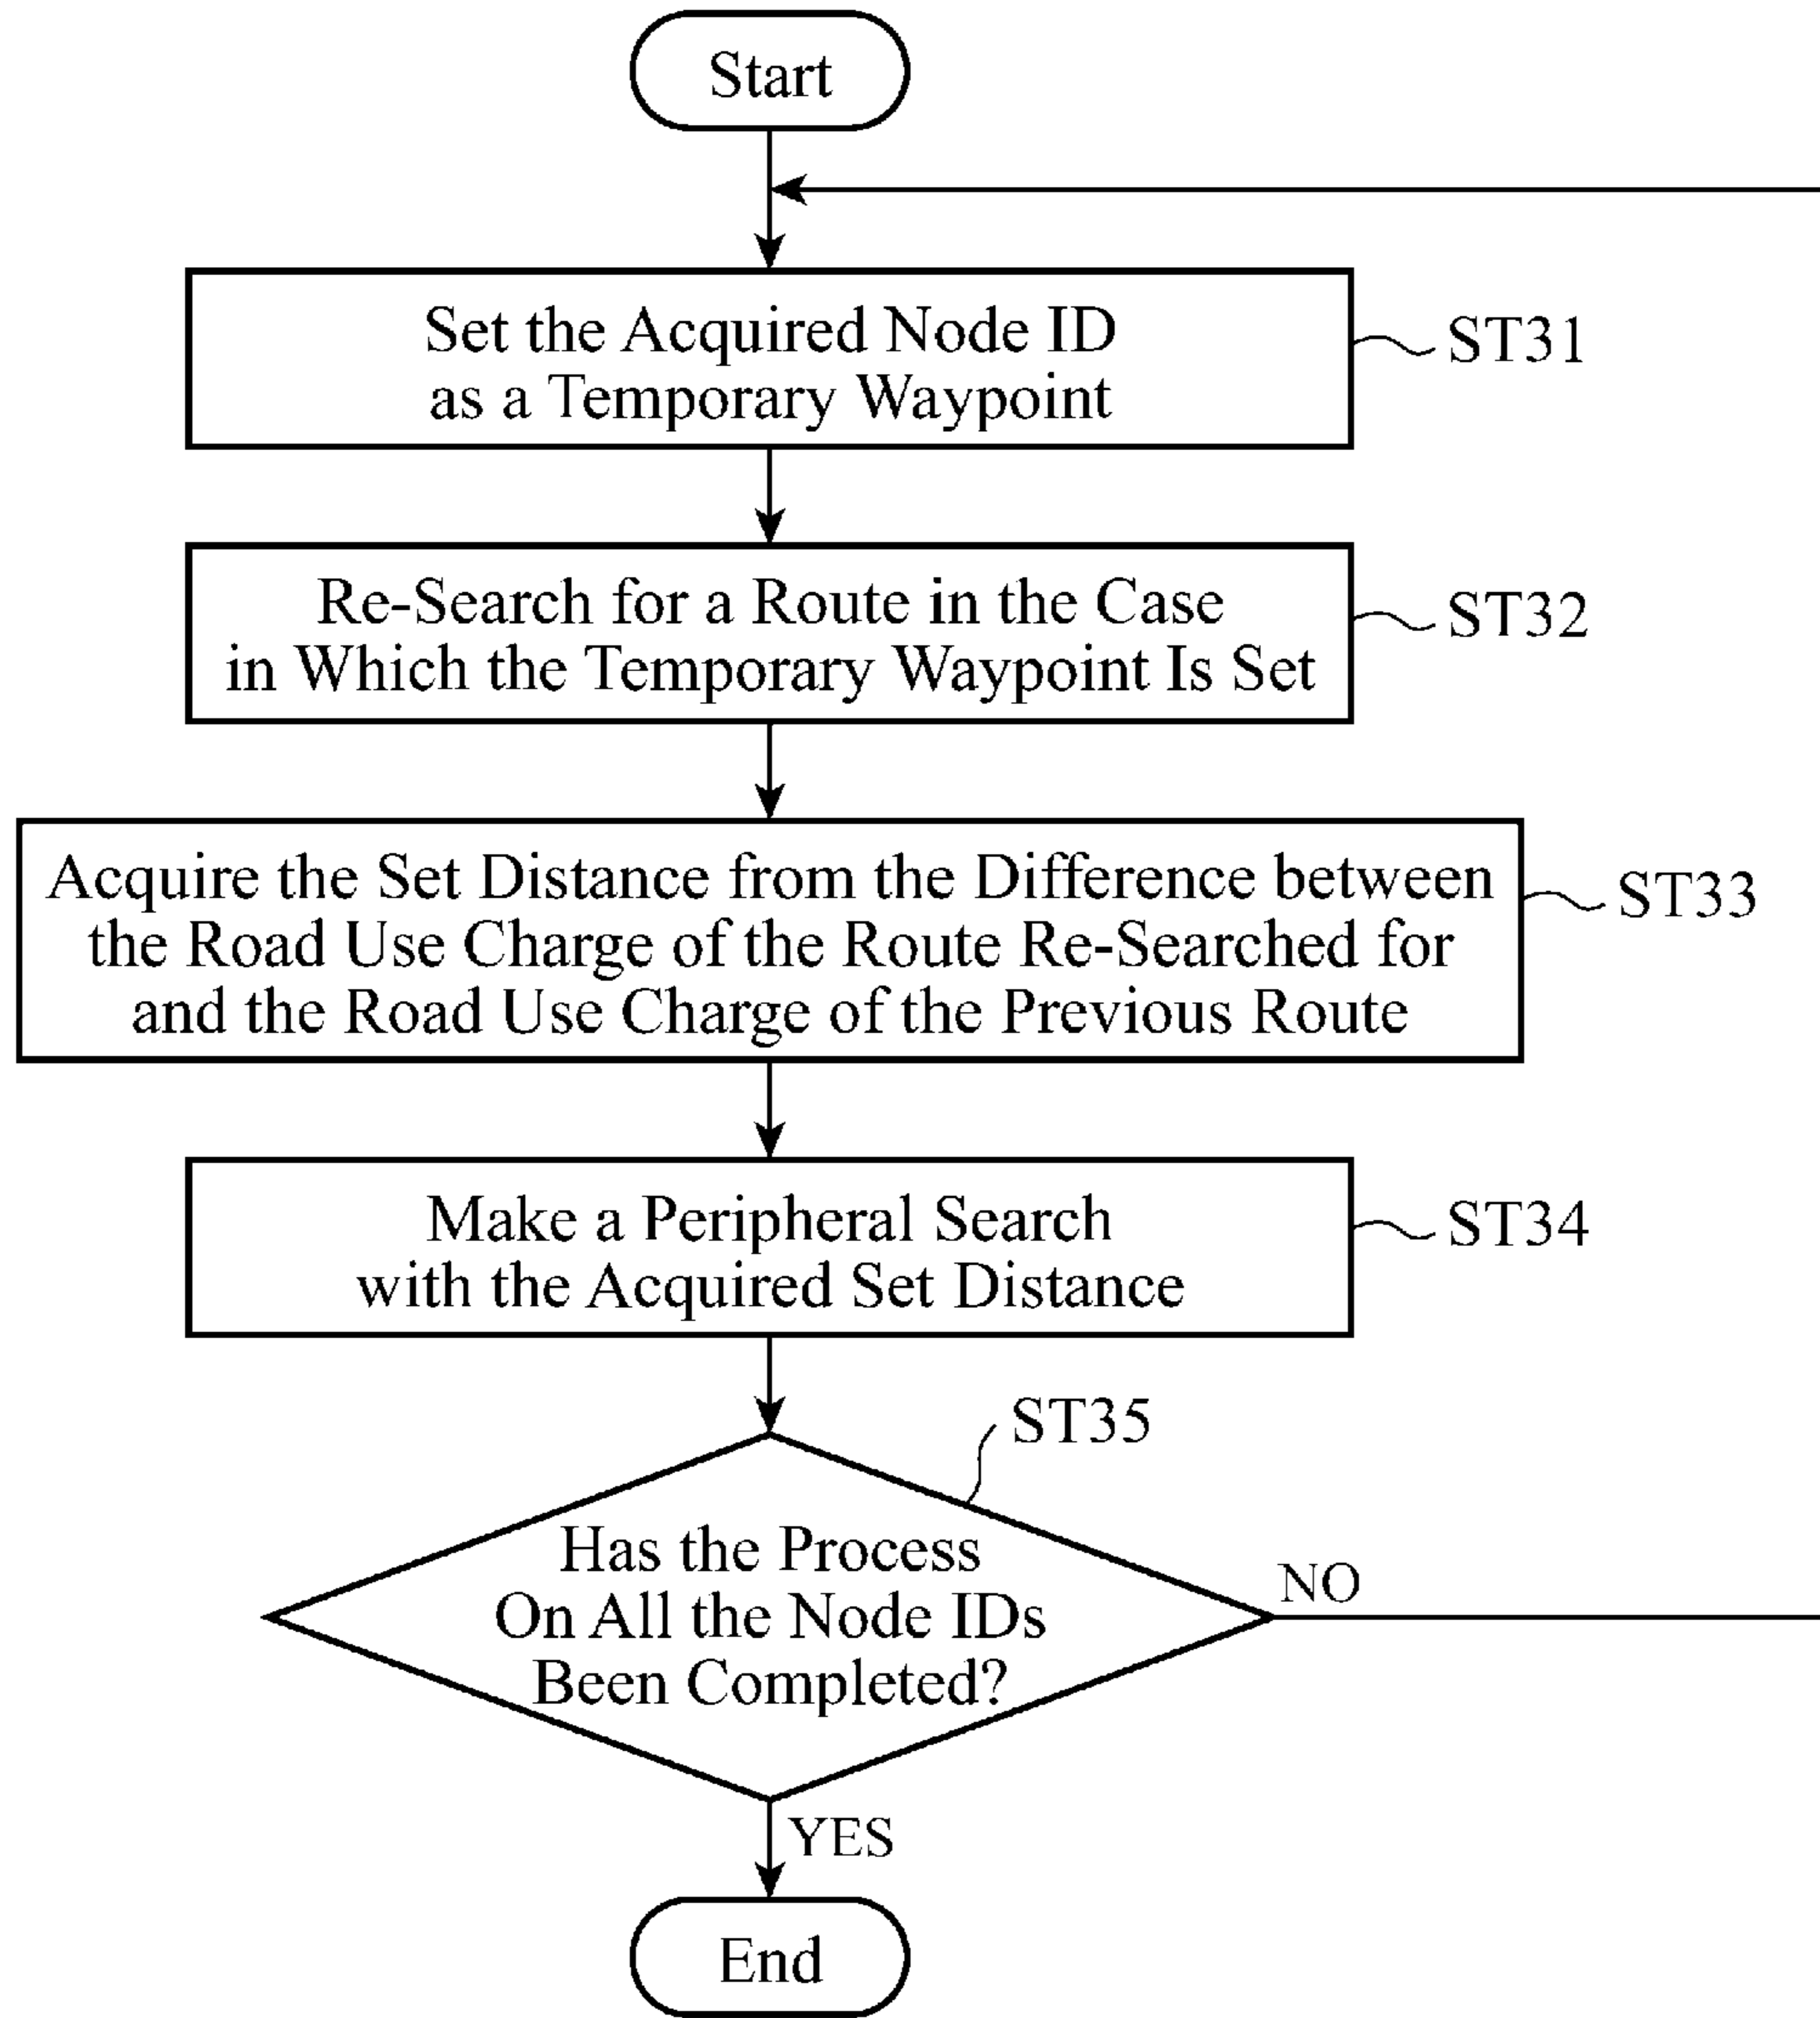 Start
Set the Acquired Node ID
as a Temporary Waypoint
ST31
Re-Search for a Route in the Case
in Which the Temporary Waypoint Is Set
ST32
Acquire the Set Distance from the Difference between
the Road Use Charge of the Route Re-Searched for
and the Road Use Charge of the Previous Route
ST33
Make a Peripheral Search
with the Acquired Set Distance
ST34
ST35
Has the Process
On All the Node IDs
Been Completed?
NO
YES
End